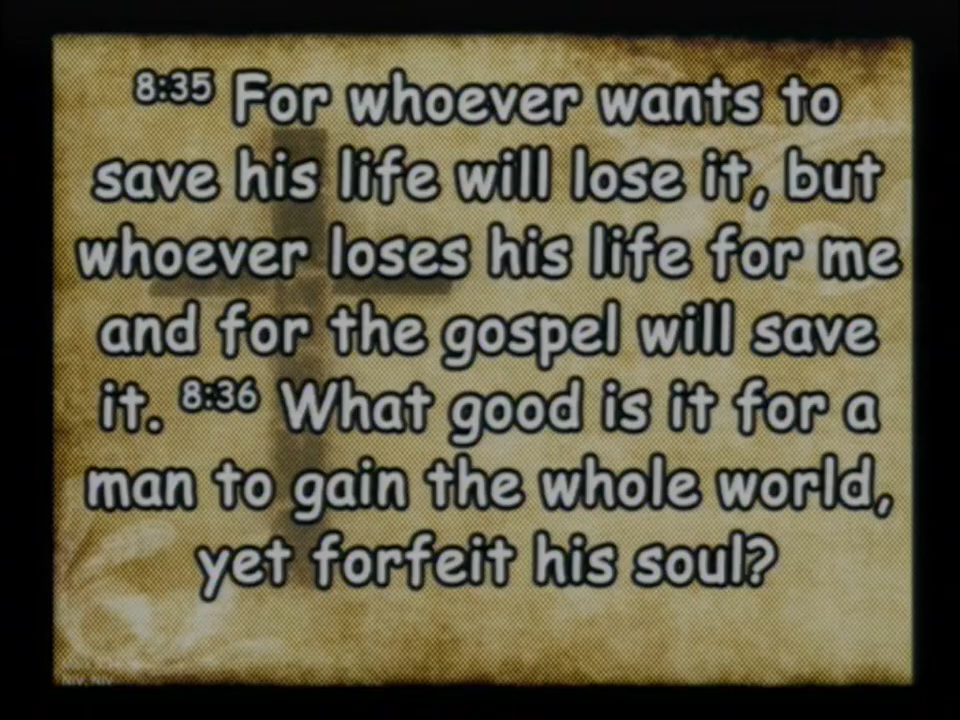 8:35 For whoever wants to
save his life will lose it, but
whoever loses his life for me
and for the gospel will save
it. 8:36 What good is it for a
man to gain the whole world,
yet forfeit his soul?
NIV, NIV